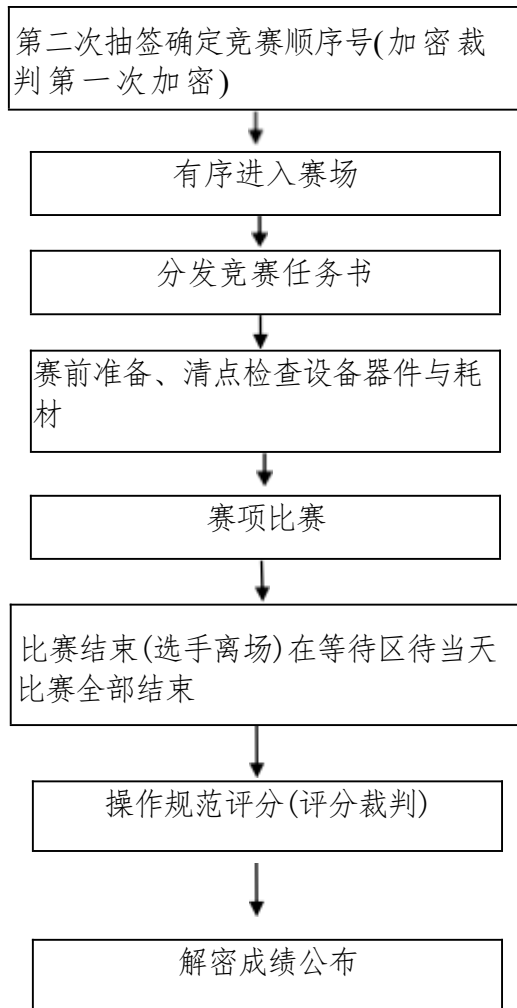 第二次抽签确定竞赛顺序号(加密裁
判第一次加密)
有序进入赛场
分发竞赛任务书
赛前准备、清点检查设备器件与耗
材
赛项比赛
比赛结束(选手离场)在等待区待当天
比赛全部结束
操作规范评分(评分裁判)
解密成绩公布